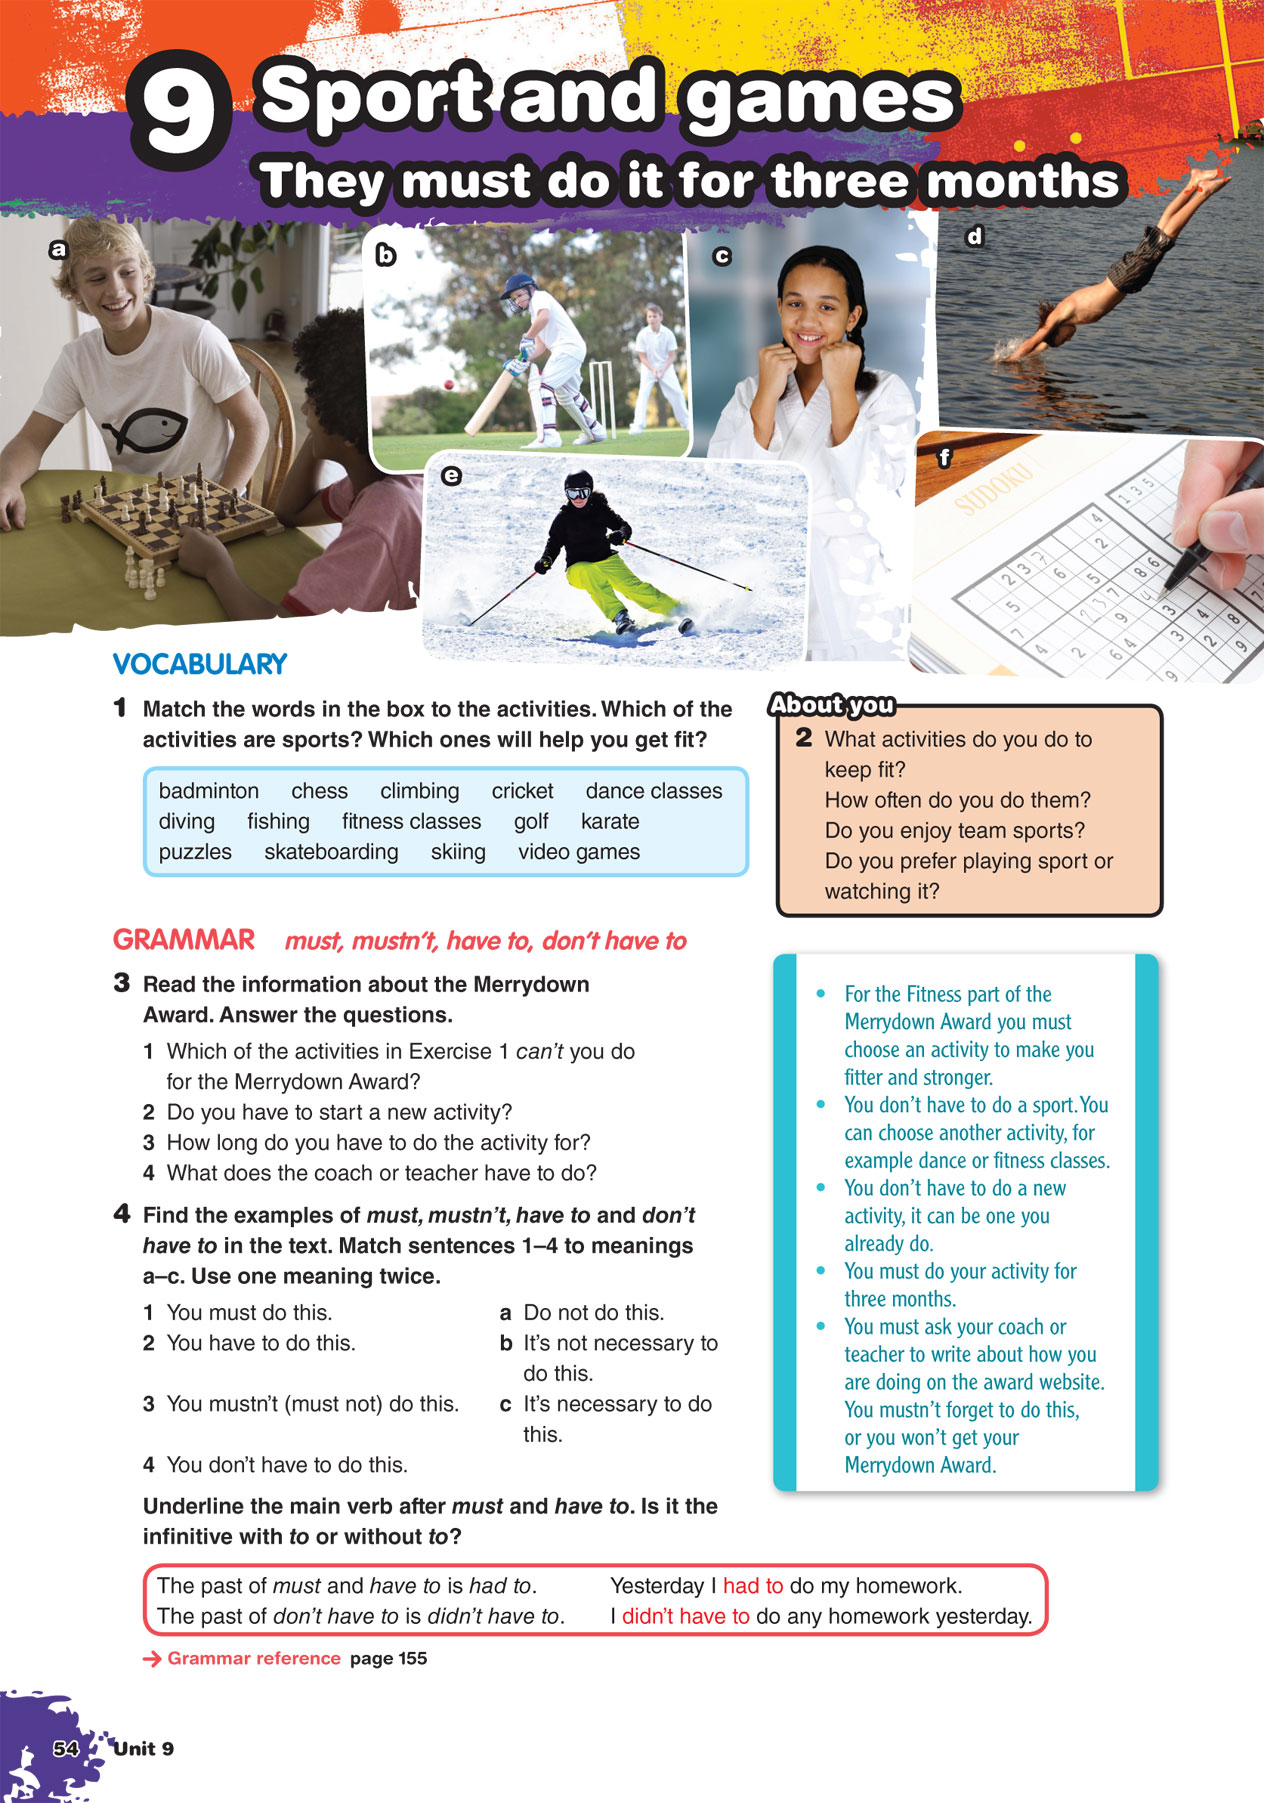 9 Sport and games
They must do it for three months
a
b
c
d
e
f
SUDOKU
VOCABULARY
1 Match the words in the box to the activities. Which of the
activities are sports? Which ones will help you get fit?
badminton chess climbing cricket dance classes
diving fishing fitness classes golf karate
puzzles skateboarding skiing video games
About you
2 What activities do you do to
keep fit?
How often do you do them?
Do you enjoy team sports?
Do you prefer playing sport or
watching it?
GRAMMAR must, mustn't, have to, don't have to
3 Read the information about the Merrydown
Award. Answer the questions.
1 Which of the activities in Exercise 1 can't you do
for the Merrydown Award?
2 Do you have to start a new activity?
3 How long do you have to do the activity for?
4 What does the coach or teacher have to do?
4 Find the examples of must, mustn't, have to and don't
have to in the text. Match sentences 1–4 to meanings
a–c. Use one meaning twice.
1 You must do this.
2 You have to do this.
3 You mustn't (must not) do this.
4 You don't have to do this.
a Do not do this.
b It's not necessary to
do this.
c It's necessary to do
this.
Underline the main verb after must and have to. Is it the
infinitive with to or without to?
• For the Fitness part of the
Merrydown Award you must
choose an activity to make you
fitter and stronger.
• You don't have to do a sport. You
can choose another activity, for
example dance or fitness classes.
• You don't have to do a new
activity, it can be one you
already do.
• You must do your activity for
three months.
• You must ask your coach or
teacher to write about how you
are doing on the award website.
You mustn't forget to do this,
or you won't get your
Merrydown Award.
The past of must and have to is had to. Yesterday I had to do my homework.
The past of don't have to is didn't have to. I didn't have to do any homework yesterday.
→ Grammar reference page 155
54 Unit 9